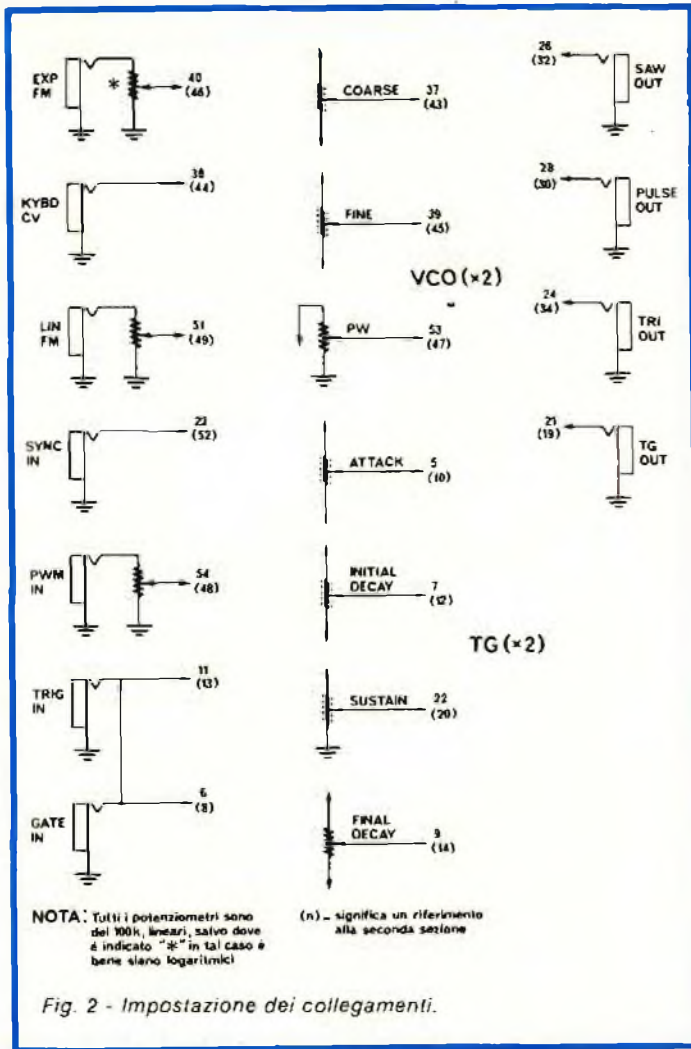 EXP
FM
*
40
(46)
COARSE
37
(43)
26
(32)
SAW
OUT
KYBD
CV
38
(44)
FINE
39
(45)
28
(30)
PULSE
OUT
VCO (×2)
LIN
FM
51
(49)
PW
53
(47)
24
(34)
TRI
OUT
SYNC
IN
23
(52)
ATTACK
5
(10)
21
(19)
TG
OUT
PWM
IN
54
(48)
INITIAL
DECAY
7
(12)
TG (×2)
TRIG
IN
11
(13)
SUSTAIN
22
(20)
GATE
IN
6
(8)
FINAL
DECAY
9
(14)
NOTA: Tutti i potenziometri sono
del 100k, lineari, salvo dove
é indicato "*" in tal caso é
bene siano logaritmici
(n) = significa un riferimento
alla seconda sezione
Fig. 2 - Impostazione dei collegamenti.